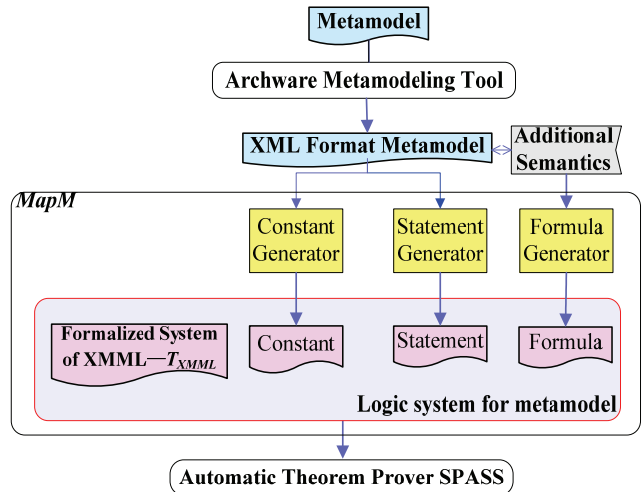 Metamodel
Archware Metamodeling Tool
XML Format Metamodel
Additional
Semantics
MapM
Constant
Generator
Statement
Generator
Formula
Generator
Formalized System
of XMML—T_XMML
Constant
Statement
Formula
Logic system for metamodel
Automatic Theorem Prover SPASS